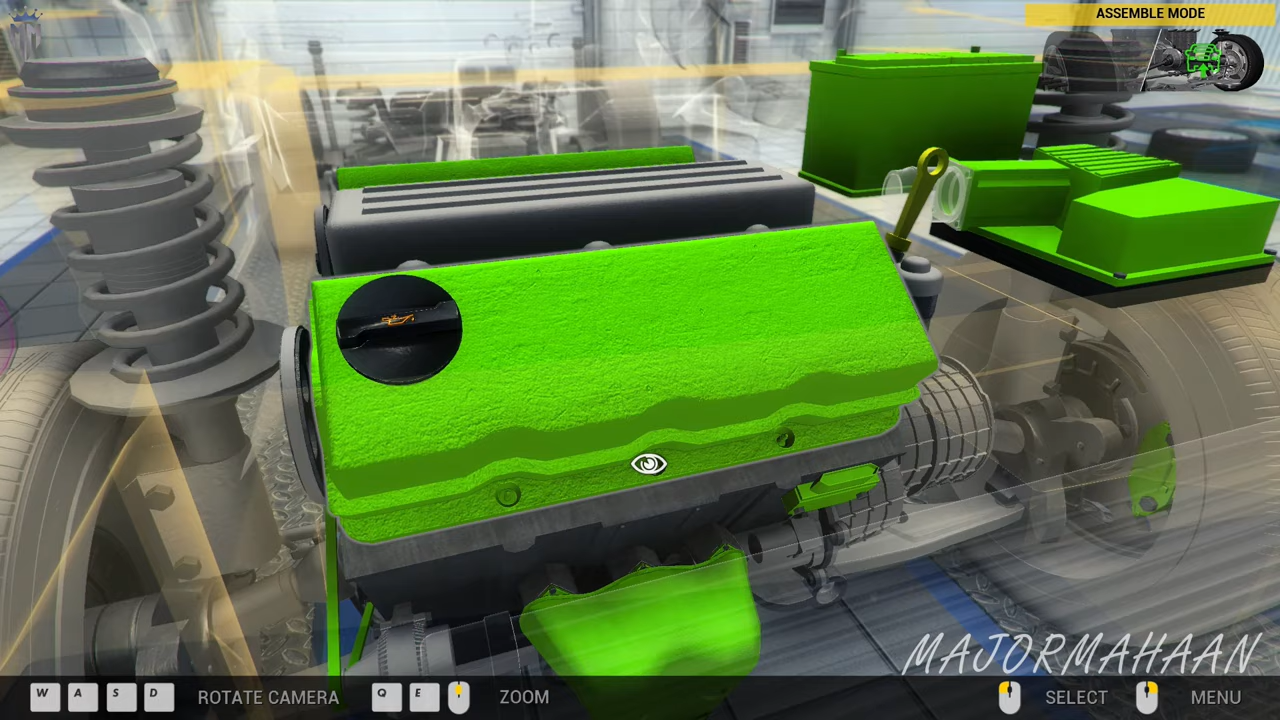 ASSEMBLE MODE
MAJORMAHAAN
W A S D ROTATE CAMERA Q E ZOOM SELECT MENU